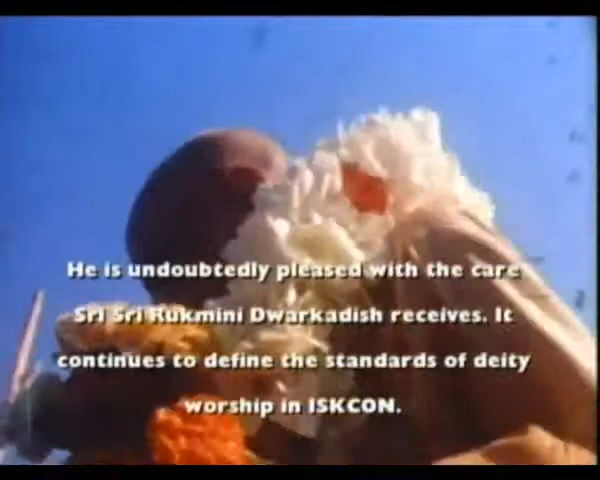 He is undoubtedly pleased with the care
Sri Sri Rukmini Dwarkadish receives. It
continues to define the standards of deity
worship in ISKCON.